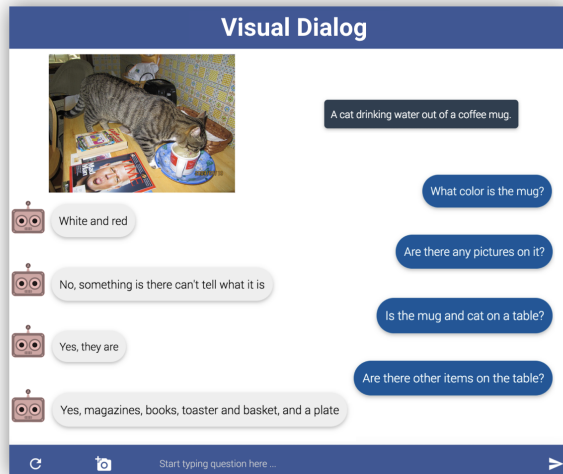 Visual Dialog
A cat drinking water out of a coffee mug.
What color is the mug?
White and red
Are there any pictures on it?
No, something is there can't tell what it is
Is the mug and cat on a table?
Yes, they are
Are there other items on the table?
Yes, magazines, books, toaster and basket, and a plate
Start typing question here ...